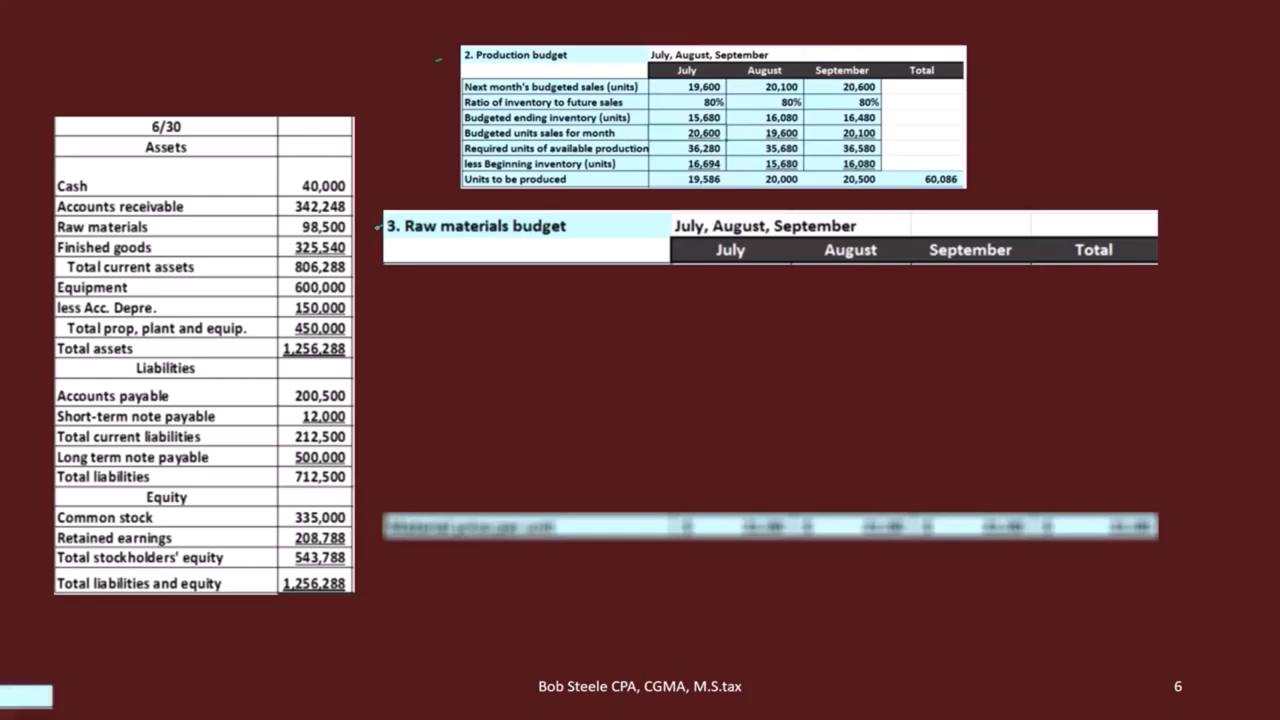 2. Production budget July, August, September
July August September Total
Next month's budgeted sales (units) 19,600 20,100 20,600
Ratio of inventory to future sales 80% 80% 80%
Budgeted ending inventory (units) 15,680 16,080 16,480
Budgeted units sales for month 20,600 19,600 20,100
Required units of available production 36,280 35,680 36,580
less Beginning inventory (units) 16,694 15,680 16,080
Units to be produced 19,586 20,000 20,500 60,086
6/30
Assets
Cash 40,000
Accounts receivable 342,248
Raw materials 98,500
Finished goods 325,540
Total current assets 806,288
Equipment 600,000
less Acc. Depre. 150,000
Total prop, plant and equip. 450,000
Total assets 1,256,288
Liabilities
Accounts payable 200,500
Short-term note payable 12,000
Total current liabilities 212,500
Long term note payable 500,000
Total liabilities 712,500
Equity
Common stock 335,000
Retained earnings 208,788
Total stockholders' equity 543,788
Total liabilities and equity 1,256,288
3. Raw materials budget July, August, September
July August September Total
Bob Steele CPA, CGMA, M.S.tax
6